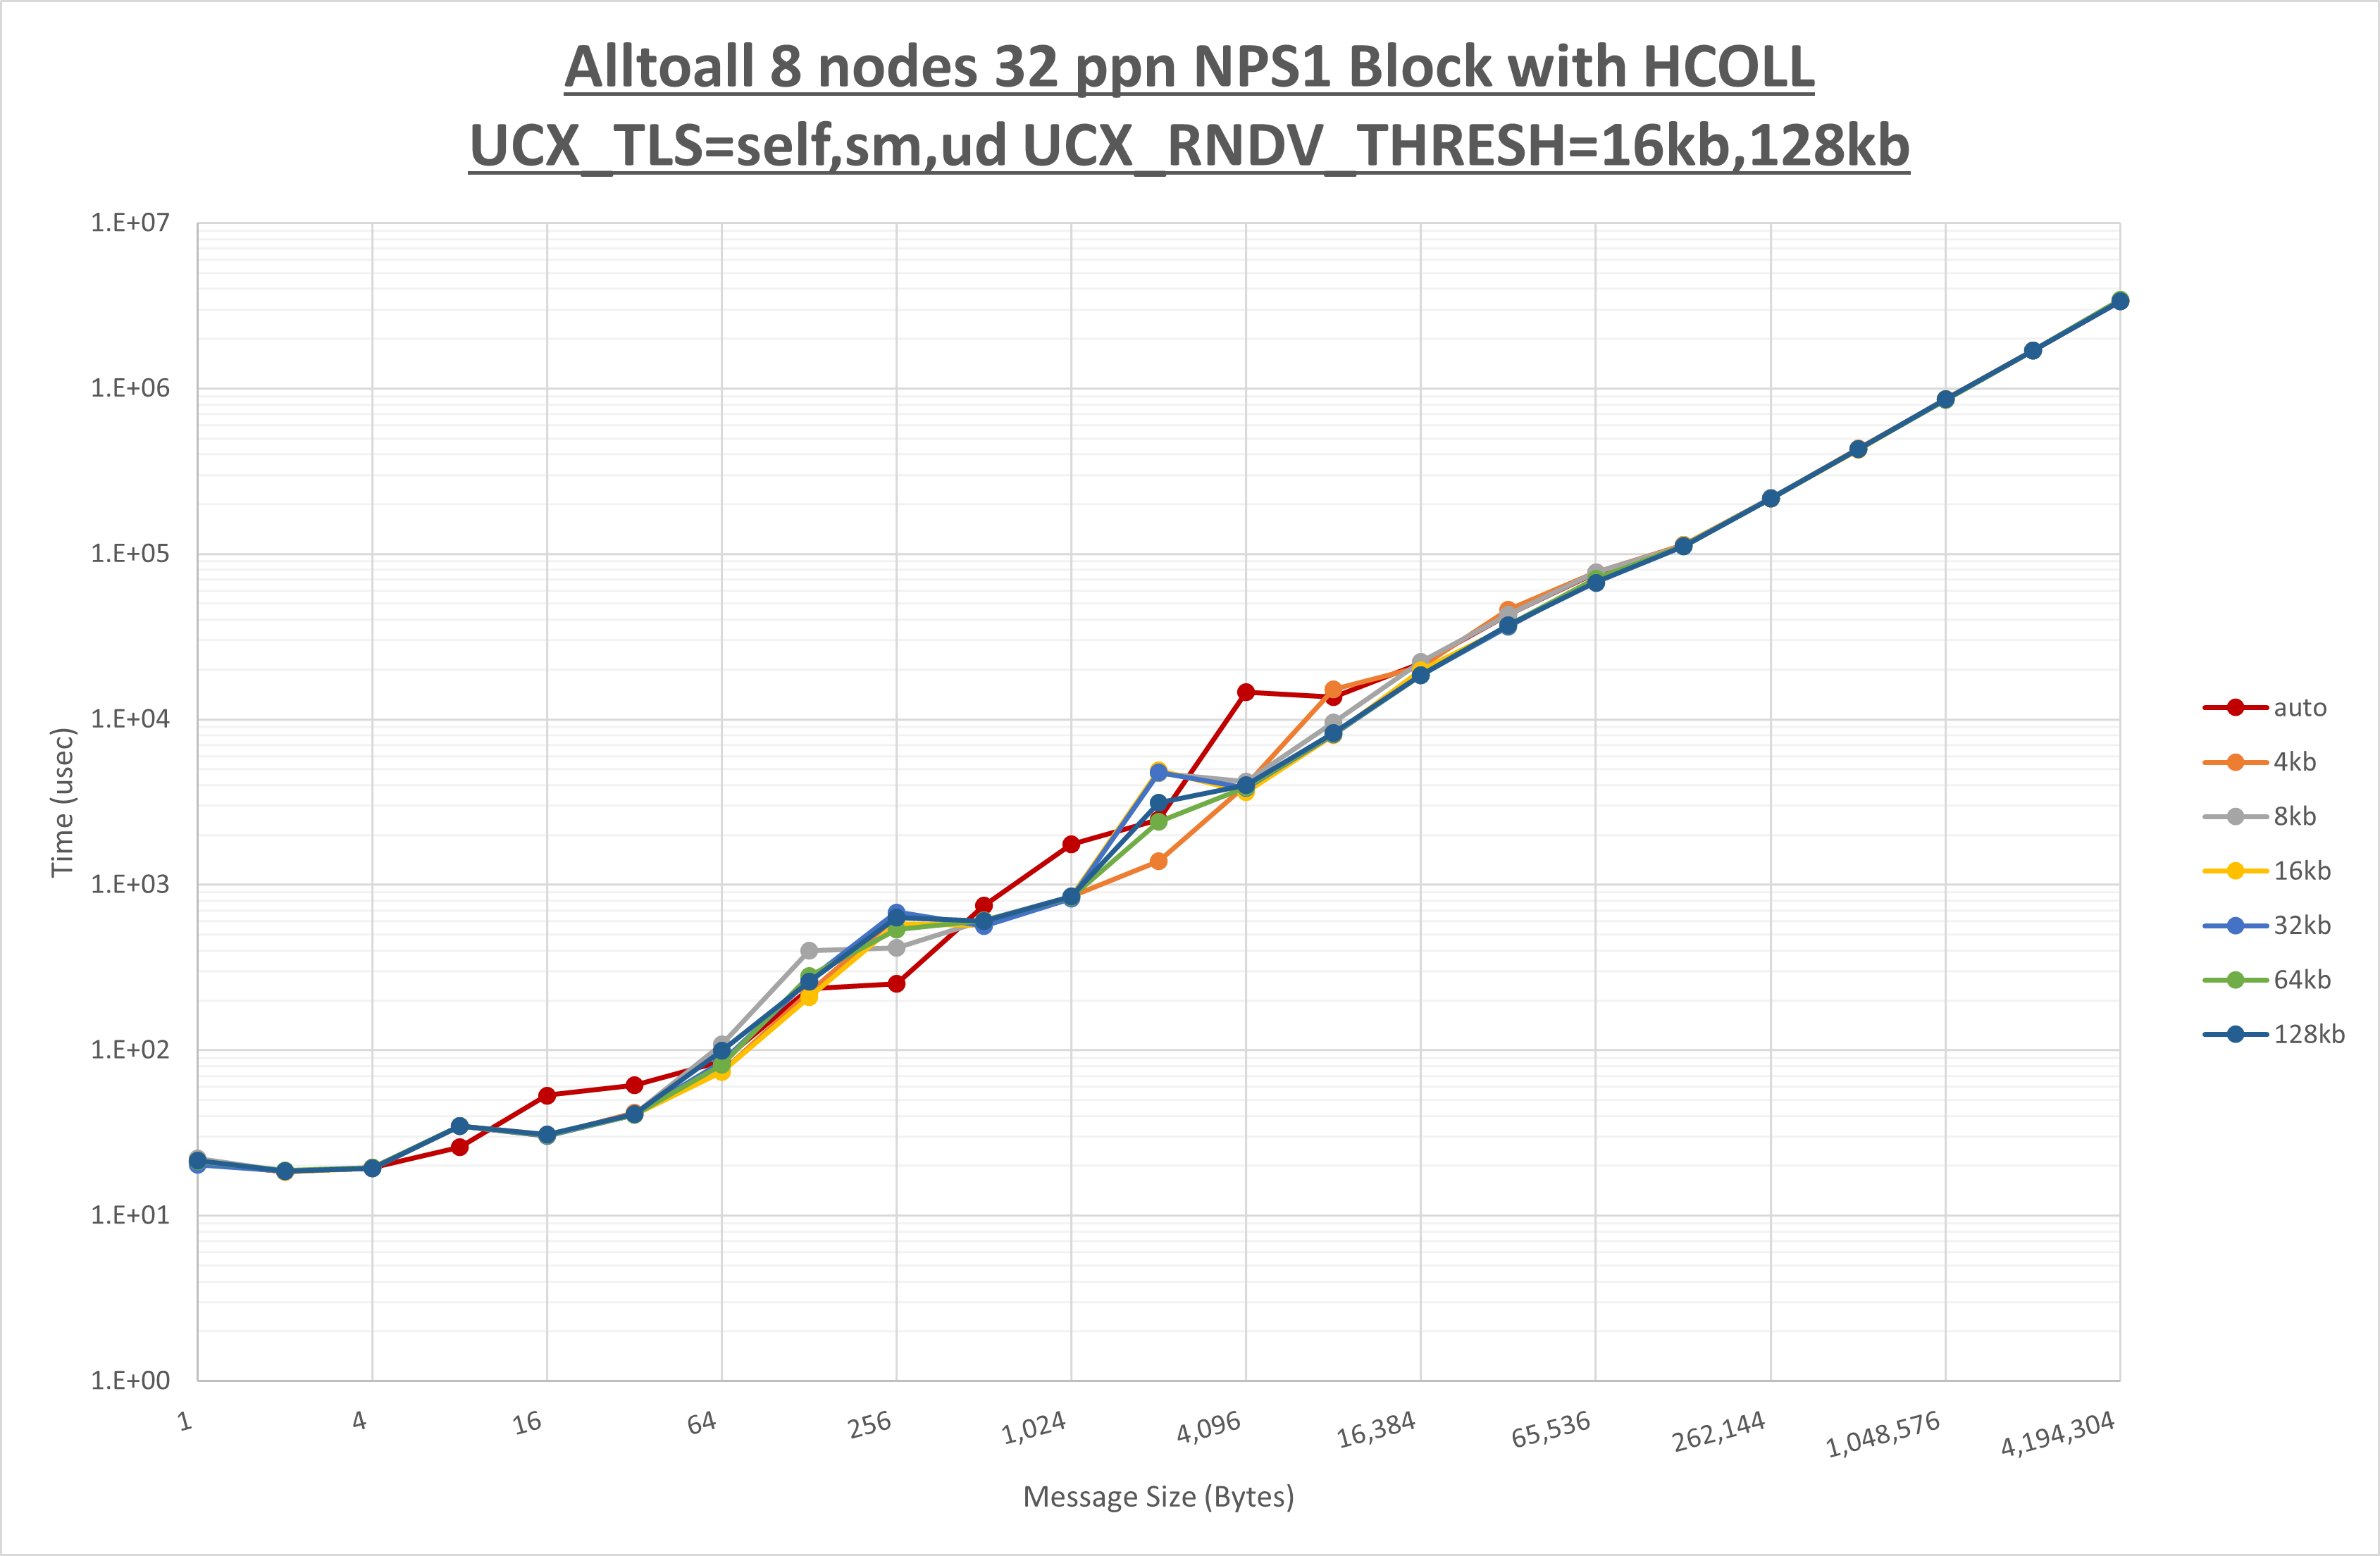 Alltoall 8 nodes 32 ppn NPS1 Block with HCOLL
UCX_TLS=self,sm,ud UCX_RNDV_THRESH=16kb,128kb
1.E+07
1.E+06
1.E+05
1.E+04
1.E+03
1.E+02
1.E+01
1.E+00
Time (usec)
1
4
16
64
256
1,024
4,096
16,384
65,536
262,144
1,048,576
4,194,304
Message Size (Bytes)
auto
4kb
8kb
16kb
32kb
64kb
128kb